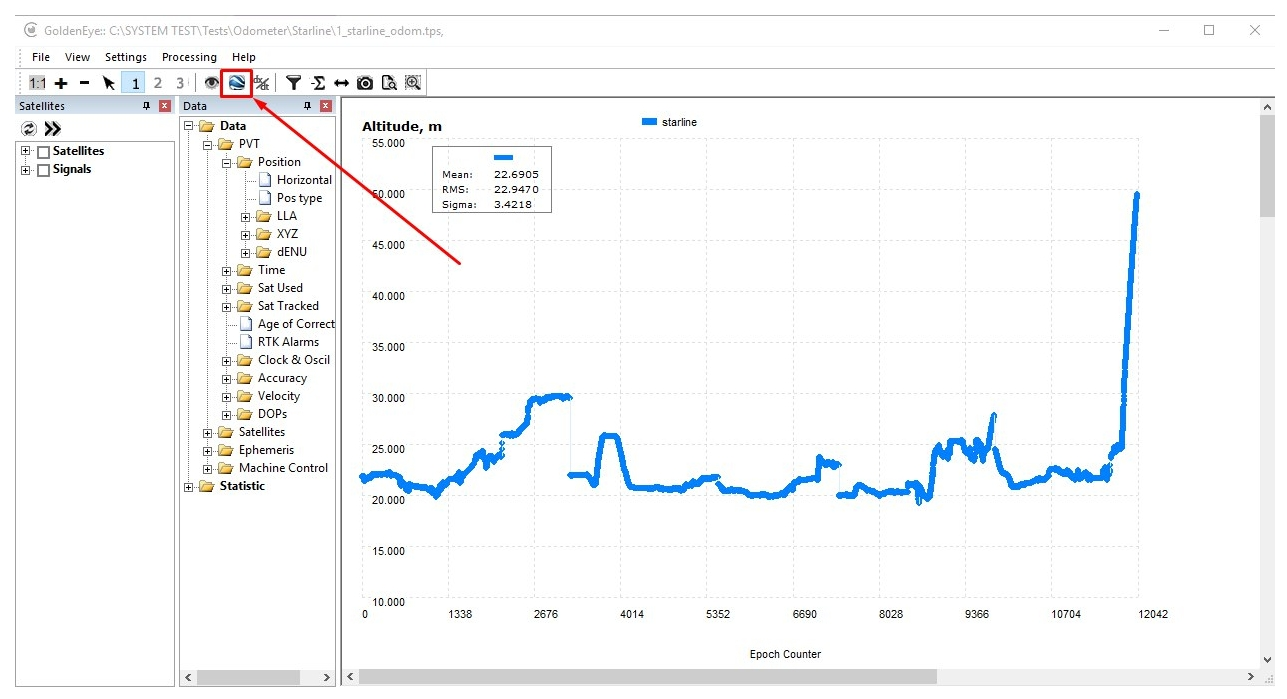 GoldenEye:: C:\SYSTEM TEST\Tests\Odometer\Starline\1_starline_odom.tps,
File View Settings Processing Help
1:1 1 2 3
Satellites
Satellites
Signals
Data
Data
PVT
Position
Horizontal
Pos type
LLA
XYZ
dENU
Time
Sat Used
Sat Tracked
Age of Correct
RTK Alarms
Clock & Oscil
Accuracy
Velocity
DOPs
Satellites
Ephemeris
Machine Control
Statistic
Altitude, m
starline
Mean: 22.6905
RMS: 22.9470
Sigma: 3.4218
55.000
50.000
45.000
40.000
35.000
30.000
25.000
20.000
15.000
10.000
0 1338 2676 4014 5352 6690 8028 9366 10704 12042
Epoch Counter